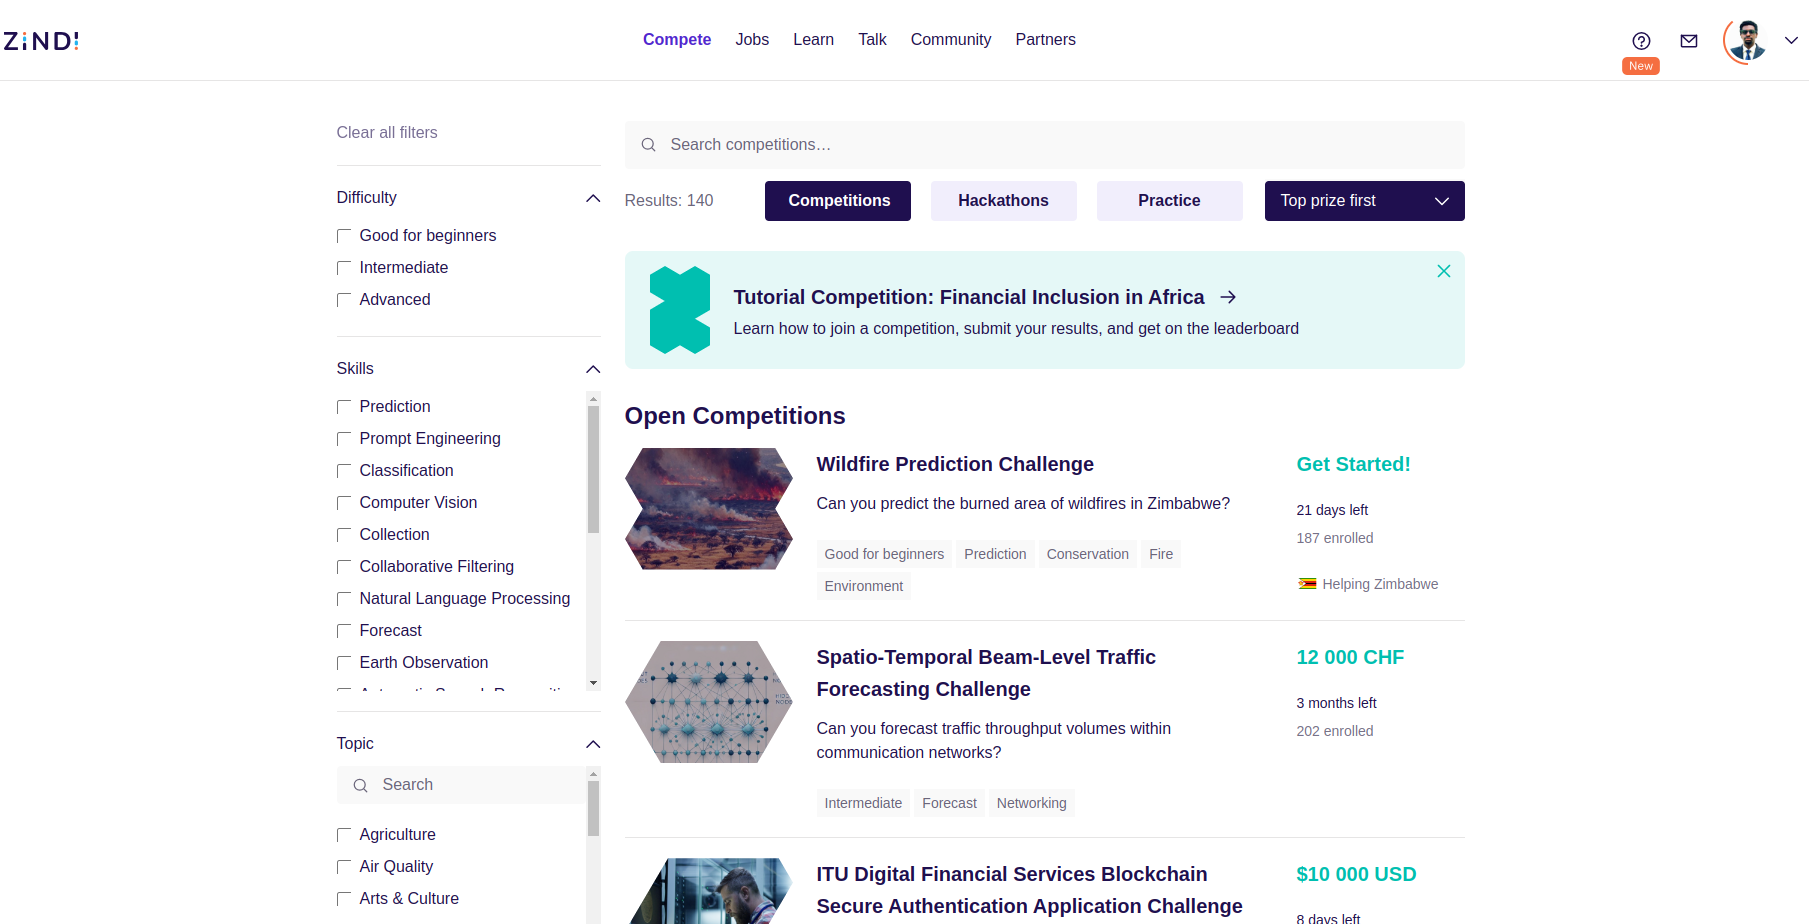 ZINDI
Compete
Jobs
Learn
Talk
Community
Partners
New
Clear all filters
Difficulty
Good for beginners
Intermediate
Advanced
Skills
Prediction
Prompt Engineering
Classification
Computer Vision
Collection
Collaborative Filtering
Natural Language Processing
Forecast
Earth Observation
Topic
Search
Agriculture
Air Quality
Arts & Culture
Search competitions…
Results: 140
Competitions
Hackathons
Practice
Top prize first
Tutorial Competition: Financial Inclusion in Africa →
Learn how to join a competition, submit your results, and get on the leaderboard
Open Competitions
Wildfire Prediction Challenge
Can you predict the burned area of wildfires in Zimbabwe?
Good for beginners
Prediction
Conservation
Fire
Environment
Get Started!
21 days left
187 enrolled
Helping Zimbabwe
Spatio-Temporal Beam-Level Traffic
Forecasting Challenge
Can you forecast traffic throughput volumes within
communication networks?
Intermediate
Forecast
Networking
12 000 CHF
3 months left
202 enrolled
ITU Digital Financial Services Blockchain
Secure Authentication Application Challenge
$10 000 USD
8 days left